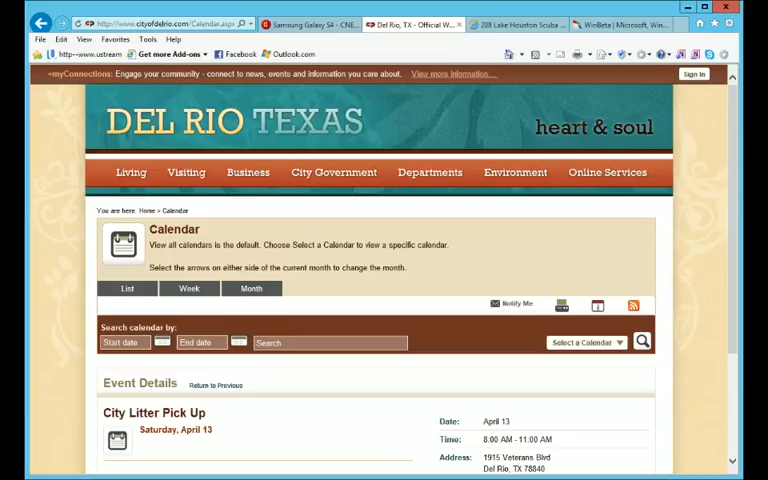 http://www.cityofdelrio.com/Calendar.aspx
Samsung Galaxy S4 - CNE...
Del Rio, TX - Official W...
288 Lake Houston Scuba ...
WinBeta | Microsoft, Win...
File Edit View Favorites Tools Help
http--www.ustream Get more Add-ons Facebook Outlook.com
myConnections: Engage your community - connect to news, events and information you care about. View more information... Sign In
DEL RIO TEXAS
heart & soul
Living Visiting Business City Government Departments Environment Online Services
You are here: Home > Calendar
Calendar
View all calendars is the default. Choose Select a Calendar to view a specific calendar.
Select the arrows on either side of the current month to change the month.
List Week Month
Notify Me
Search calendar by:
Start date End date Search Select a Calendar
Event Details Return to Previous
City Litter Pick Up
Saturday, April 13
Date: April 13
Time: 8:00 AM - 11:00 AM
Address: 1915 Veterans Blvd
Del Rio, TX 78840